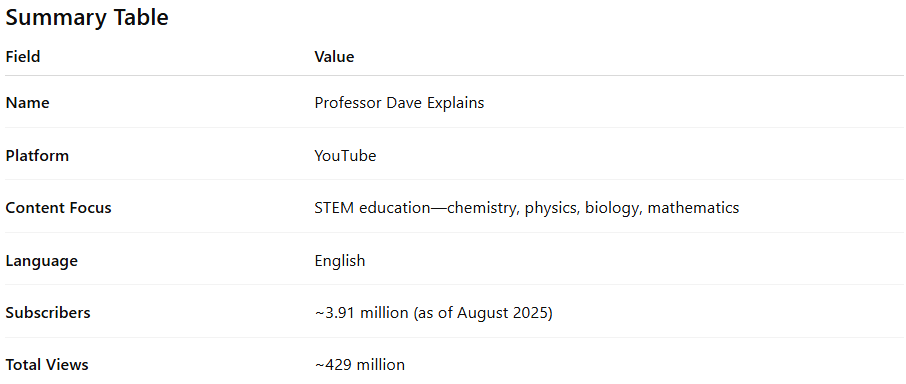 Summary Table
Field Value
Name Professor Dave Explains
Platform YouTube
Content Focus STEM education—chemistry, physics, biology, mathematics
Language English
Subscribers ~3.91 million (as of August 2025)
Total Views ~429 million